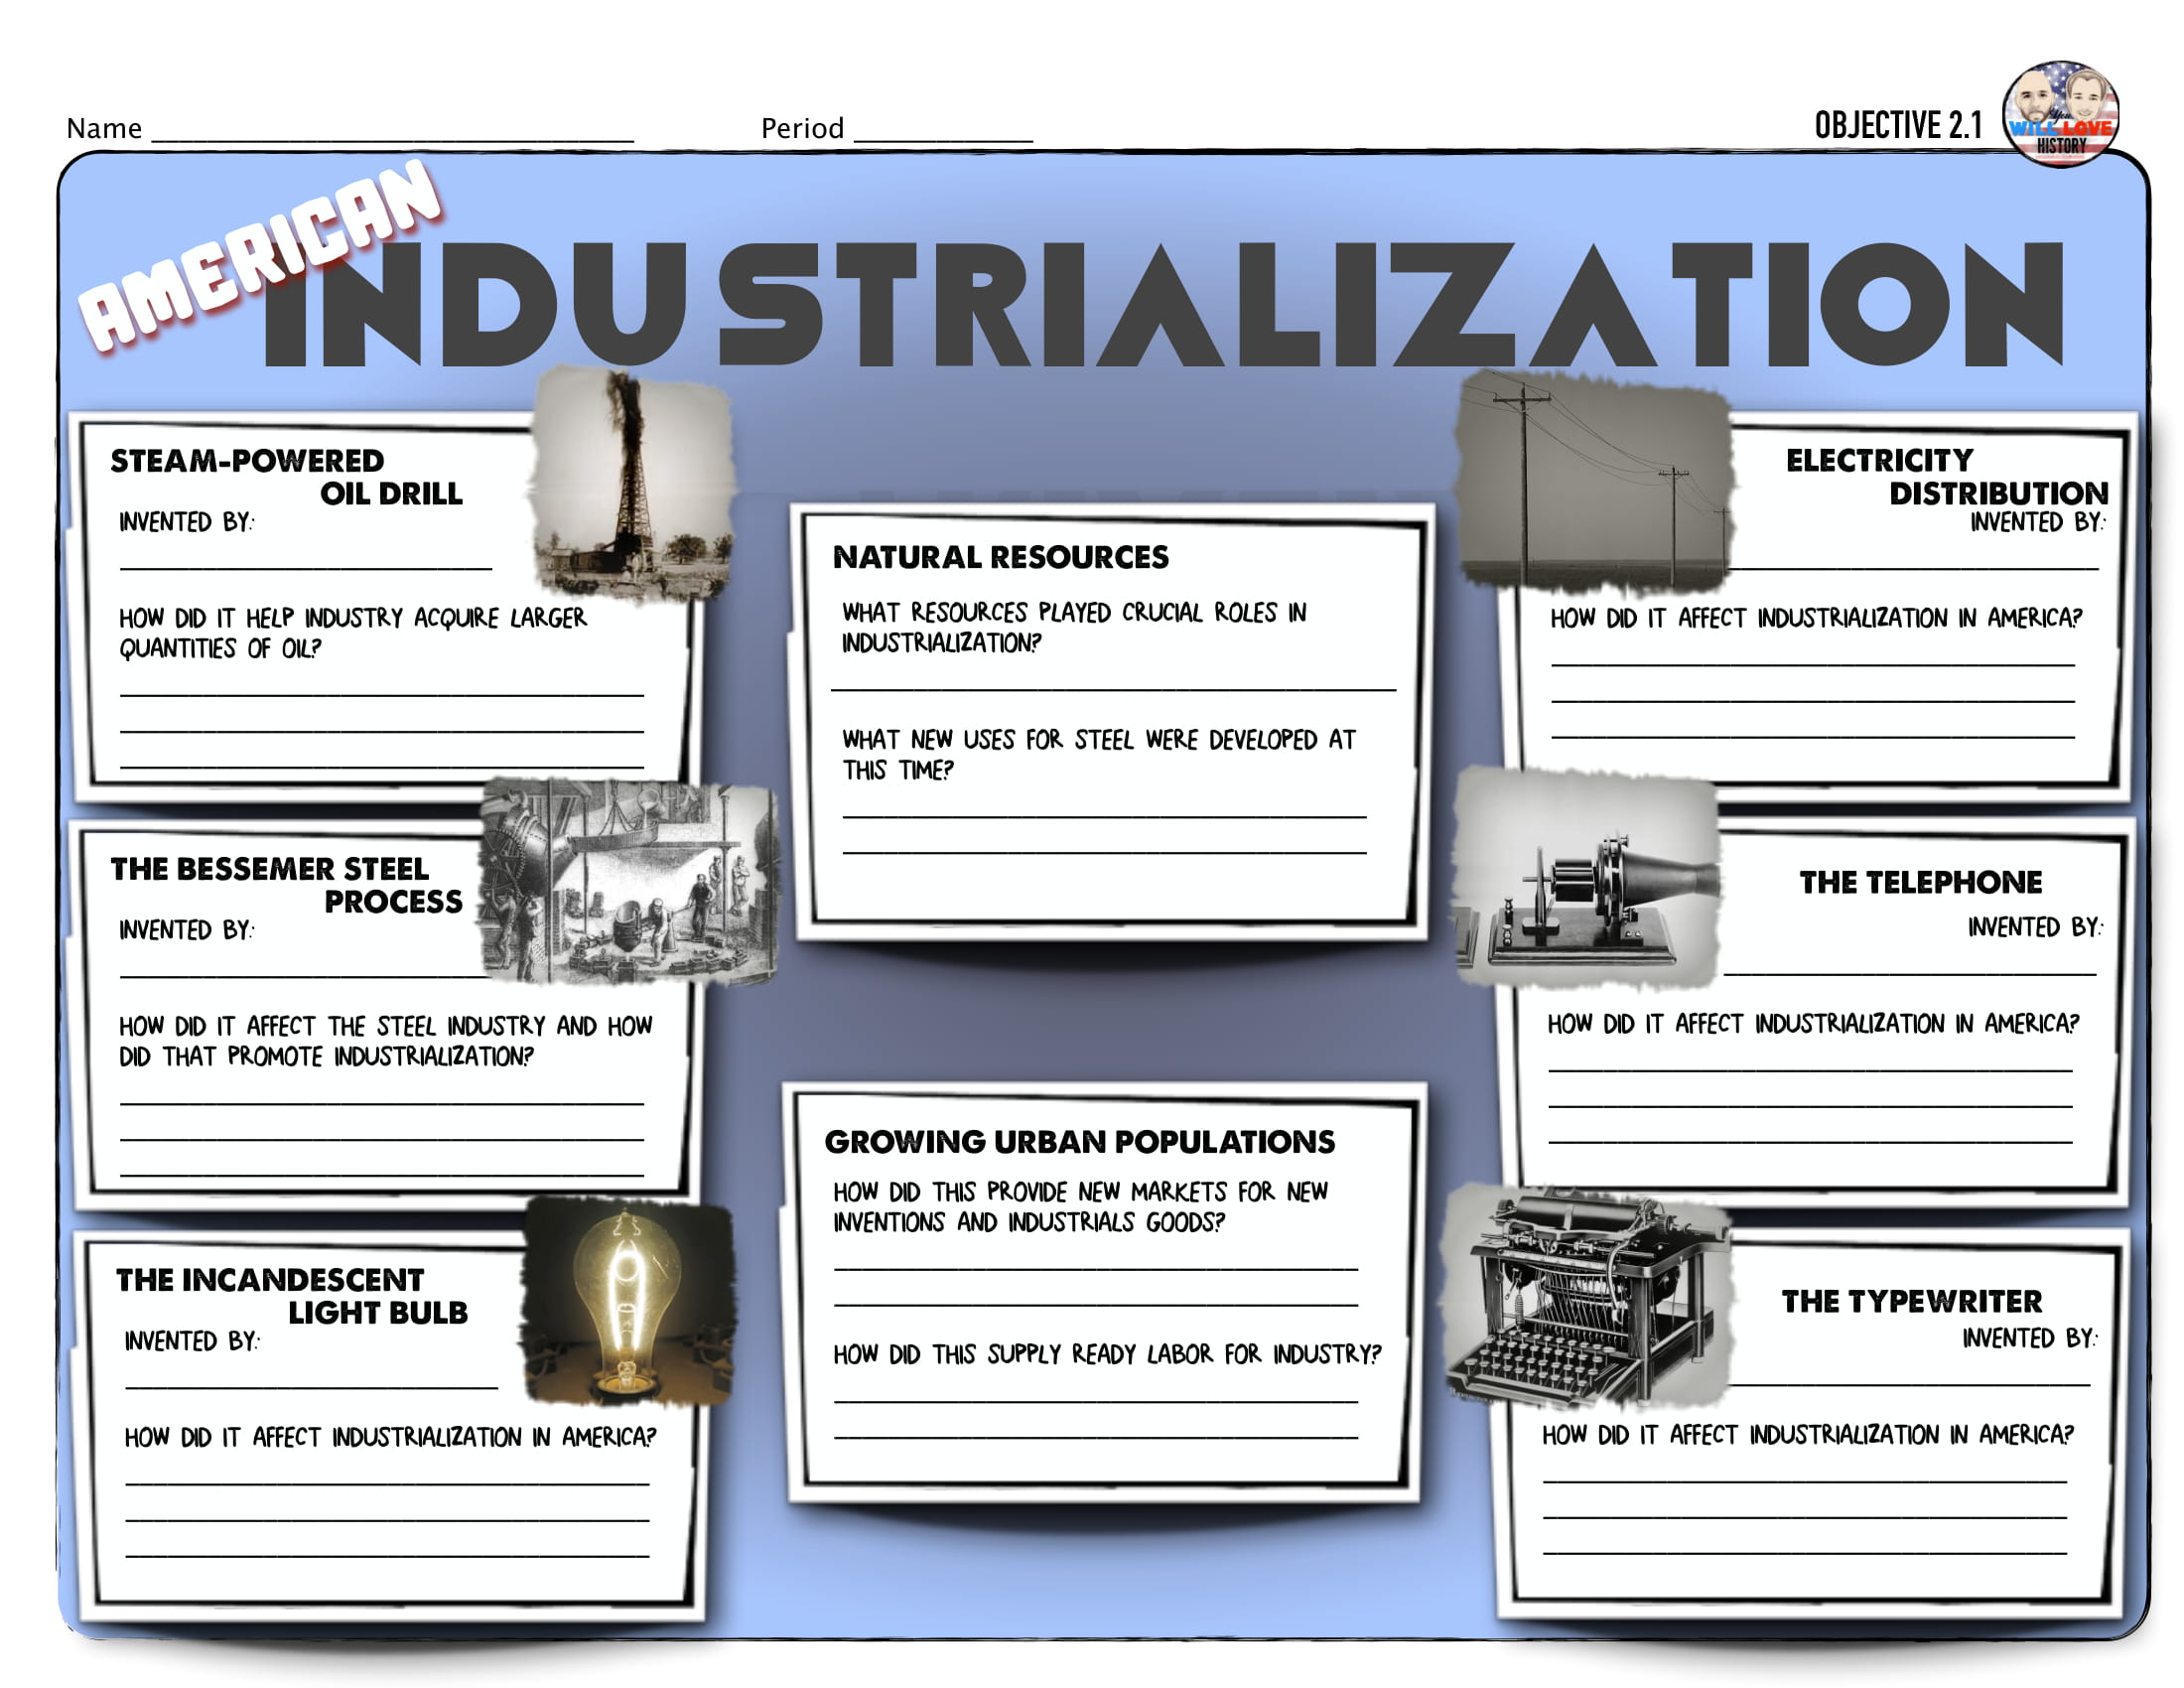 Name ______________________________ Period ___________ OBJECTIVE 2.1
You
WILL LOVE
HISTORY
AMERICAN
INDUSTRIALIZATION
STEAM-POWERED
OIL DRILL
INVENTED BY:
HOW DID IT HELP INDUSTRY ACQUIRE LARGER
QUANTITIES OF OIL?
THE BESSEMER STEEL
PROCESS
INVENTED BY:
HOW DID IT AFFECT THE STEEL INDUSTRY AND HOW
DID THAT PROMOTE INDUSTRIALIZATION?
THE INCANDESCENT
LIGHT BULB
INVENTED BY:
HOW DID IT AFFECT INDUSTRIALIZATION IN AMERICA?
NATURAL RESOURCES
WHAT RESOURCES PLAYED CRUCIAL ROLES IN
INDUSTRIALIZATION?
WHAT NEW USES FOR STEEL WERE DEVELOPED AT
THIS TIME?
GROWING URBAN POPULATIONS
HOW DID THIS PROVIDE NEW MARKETS FOR NEW
INVENTIONS AND INDUSTRIALS GOODS?
HOW DID THIS SUPPLY READY LABOR FOR INDUSTRY?
ELECTRICITY
DISTRIBUTION
INVENTED BY:
HOW DID IT AFFECT INDUSTRIALIZATION IN AMERICA?
THE TELEPHONE
INVENTED BY:
HOW DID IT AFFECT INDUSTRIALIZATION IN AMERICA?
THE TYPEWRITER
INVENTED BY:
HOW DID IT AFFECT INDUSTRIALIZATION IN AMERICA?